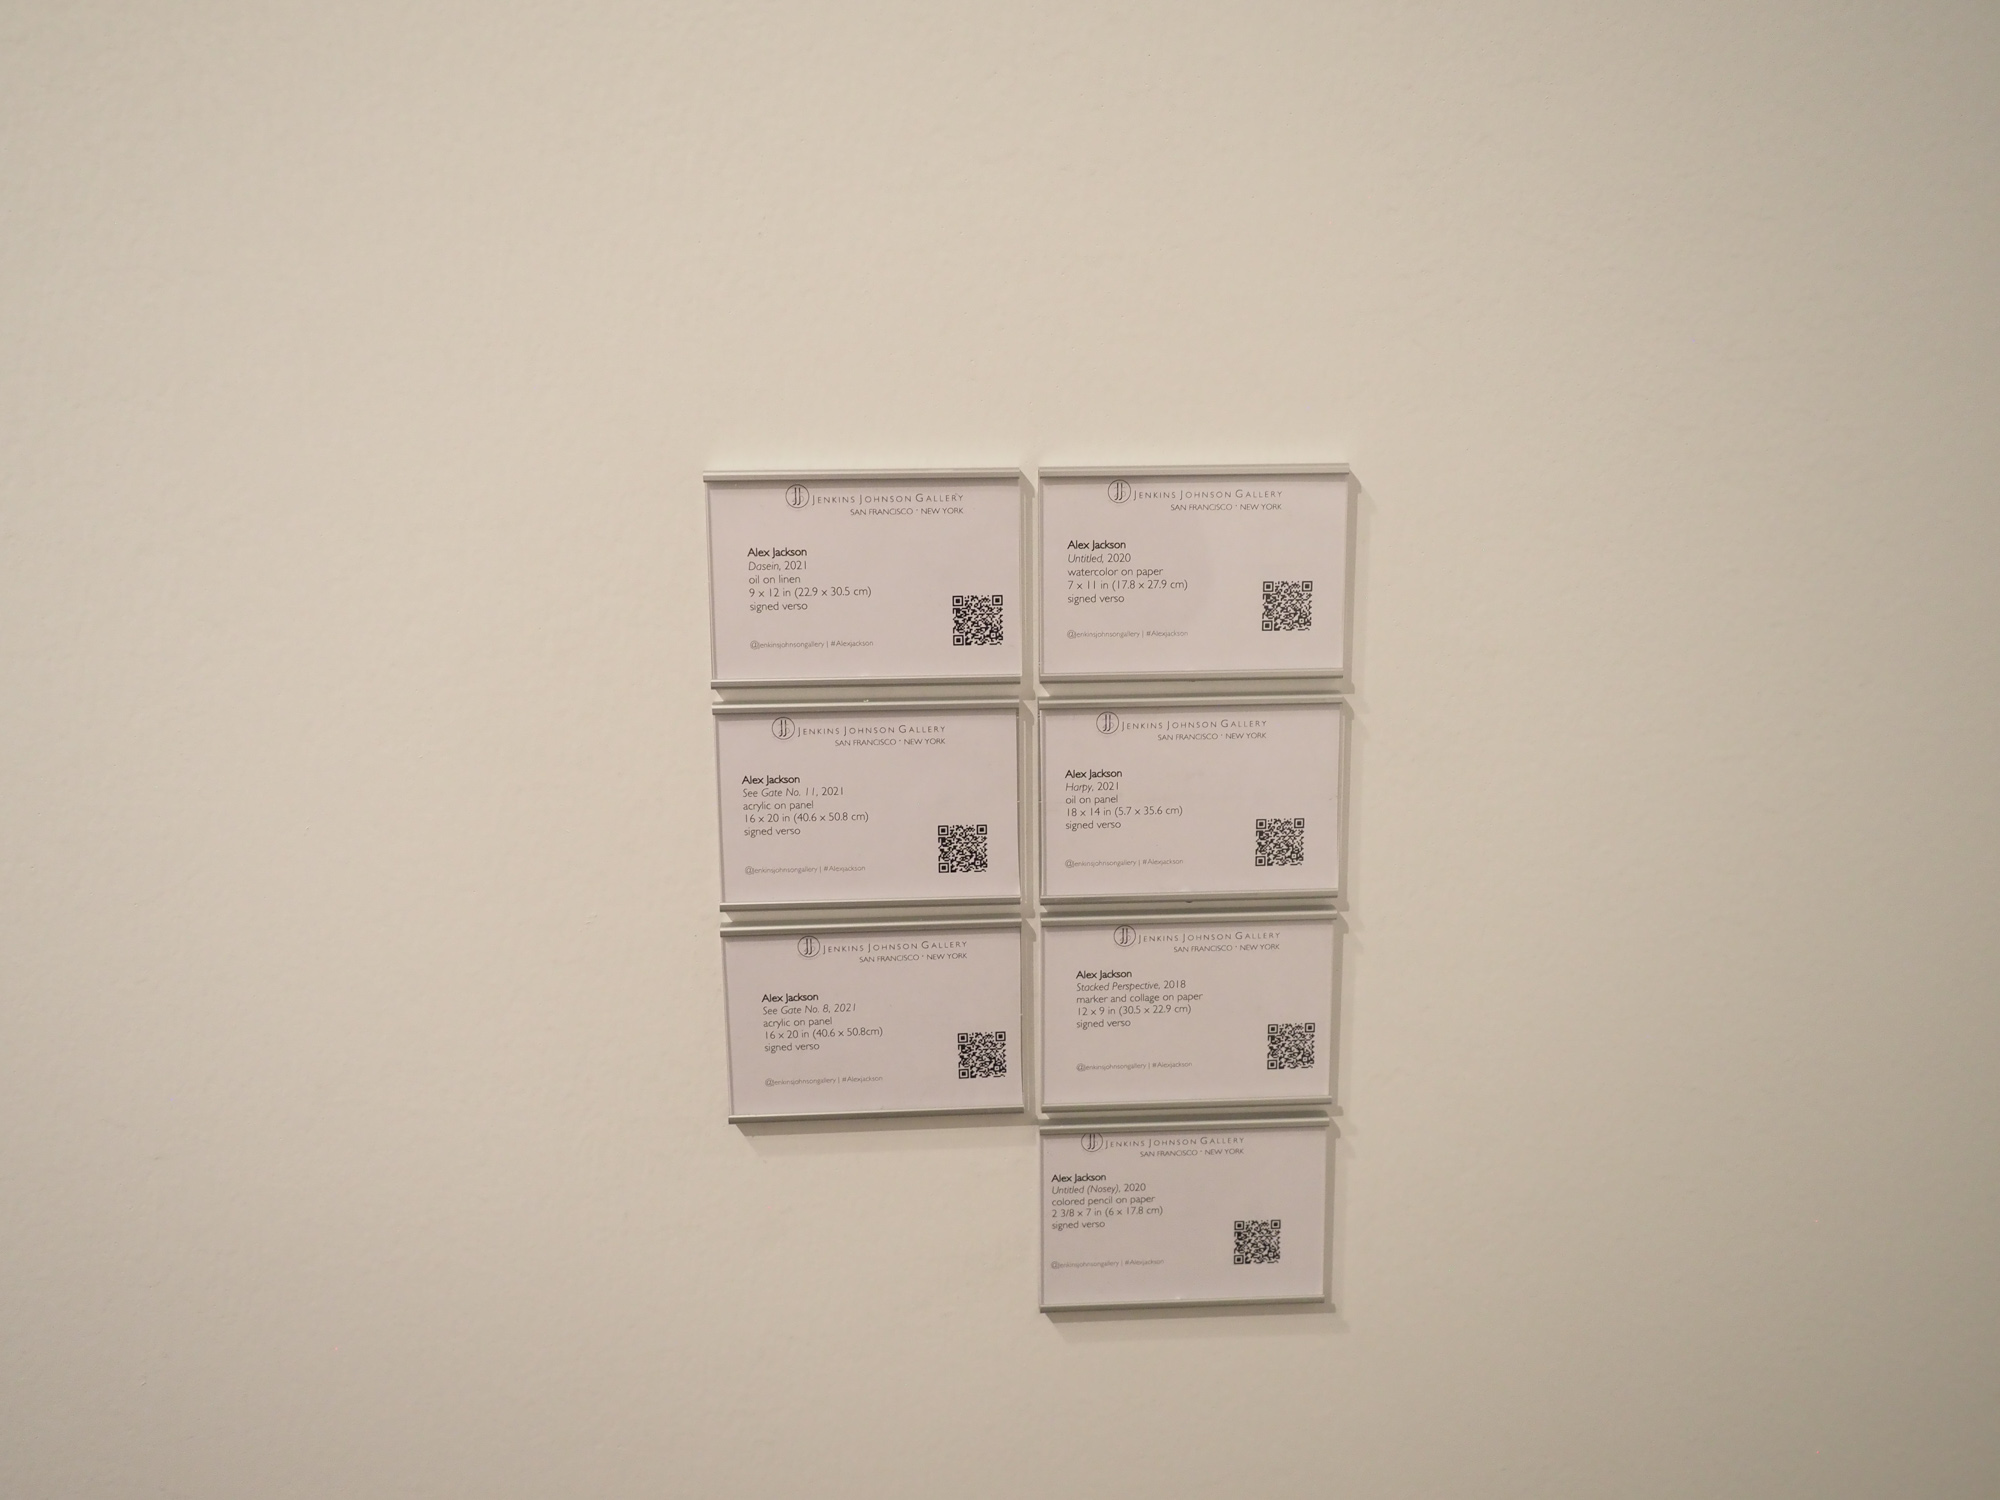 JENKINS JOHNSON GALLERY
SAN FRANCISCO · NEW YORK
Alex Jackson
Dasein, 2021
oil on linen
9 x 12 in (22.9 x 30.5 cm)
signed verso
@jenkinsjohnsongallery | #Alexjackson
JENKINS JOHNSON GALLERY
SAN FRANCISCO · NEW YORK
Alex Jackson
Untitled, 2020
watercolor on paper
7 x 11 in (17.8 x 27.9 cm)
signed verso
@jenkinsjohnsongallery | #Alexjackson
JENKINS JOHNSON GALLERY
SAN FRANCISCO · NEW YORK
Alex Jackson
See Gate No. 11, 2021
acrylic on panel
16 x 20 in (40.6 x 50.8 cm)
signed verso
@jenkinsjohnsongallery | #Alexjackson
JENKINS JOHNSON GALLERY
SAN FRANCISCO · NEW YORK
Alex Jackson
Harpy, 2021
oil on panel
18 x 14 in (5.7 x 35.6 cm)
signed verso
@jenkinsjohnsongallery | #Alexjackson
JENKINS JOHNSON GALLERY
SAN FRANCISCO · NEW YORK
Alex Jackson
See Gate No. 8, 2021
acrylic on panel
16 x 20 in (40.6 x 50.8cm)
signed verso
@jenkinsjohnsongallery | #Alexjackson
JENKINS JOHNSON GALLERY
SAN FRANCISCO · NEW YORK
Alex Jackson
Stacked Perspective, 2018
marker and collage on paper
12 x 9 in (30.5 x 22.9 cm)
signed verso
@jenkinsjohnsongallery | #Alexjackson
JENKINS JOHNSON GALLERY
SAN FRANCISCO · NEW YORK
Alex Jackson
Untitled (Nosey), 2020
colored pencil on paper
2 3/8 x 7 in (6 x 17.8 cm)
signed verso
@jenkinsjohnsongallery | #Alexjackson